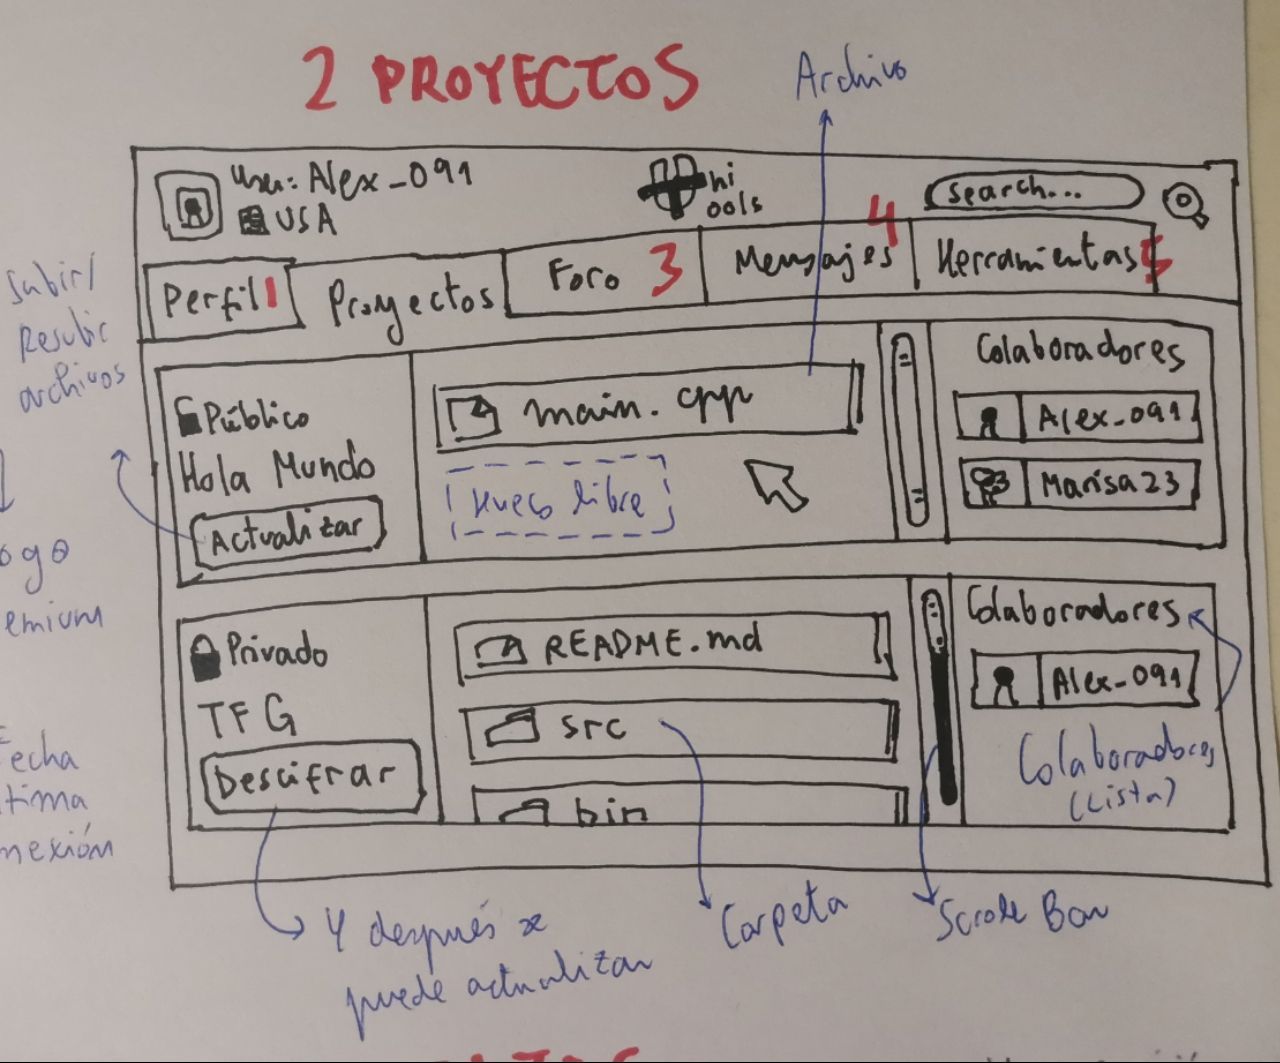 2 PROYECTOS
Archivo
User: Alex_091
USA
hi
ools
search...
Perfil 1
Proyectos
Foro 3
Mensajes 4
Herramientas 5
Subir/
Resubir
archivos
Público
Hola Mundo
Actualizar
main.cpp
Hueco libre
Colaboradores
Alex_091
Marisa23
ogo
emium
Privado
TFG
Descifrar
README.md
src
bin
Colaboradores
Alex_091
Colaboradores
(Lista)
Fecha
tima
nexión
Y después se
puede actualizar
Carpeta
Scrole Bar